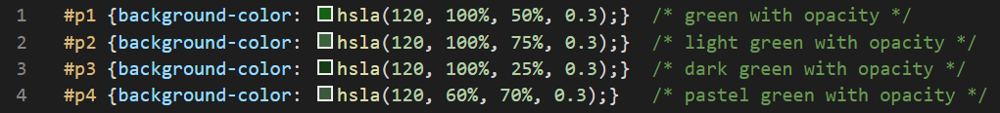 1 #p1 {background-color: hsla(120, 100%, 50%, 0.3);} /* green with opacity */
2 #p2 {background-color: hsla(120, 100%, 75%, 0.3);} /* light green with opacity */
3 #p3 {background-color: hsla(120, 100%, 25%, 0.3);} /* dark green with opacity */
4 #p4 {background-color: hsla(120, 60%, 70%, 0.3);} /* pastel green with opacity */